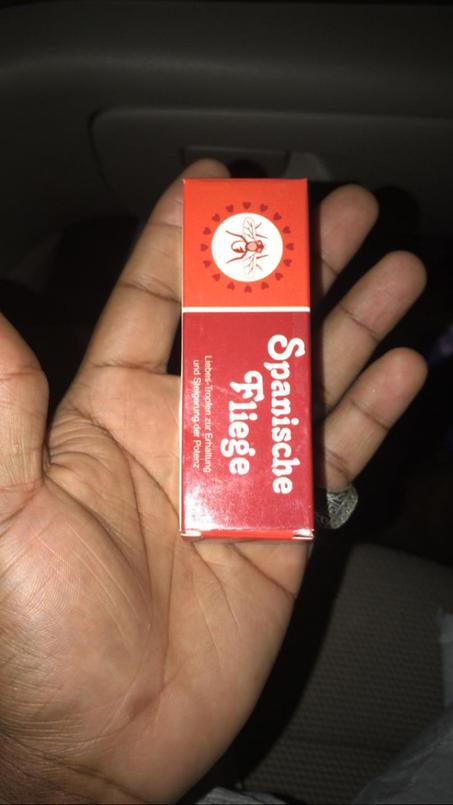 Spanische
Fliege
Liebes-Tropfen zur Erhaltung
und Steigerung der Potenz